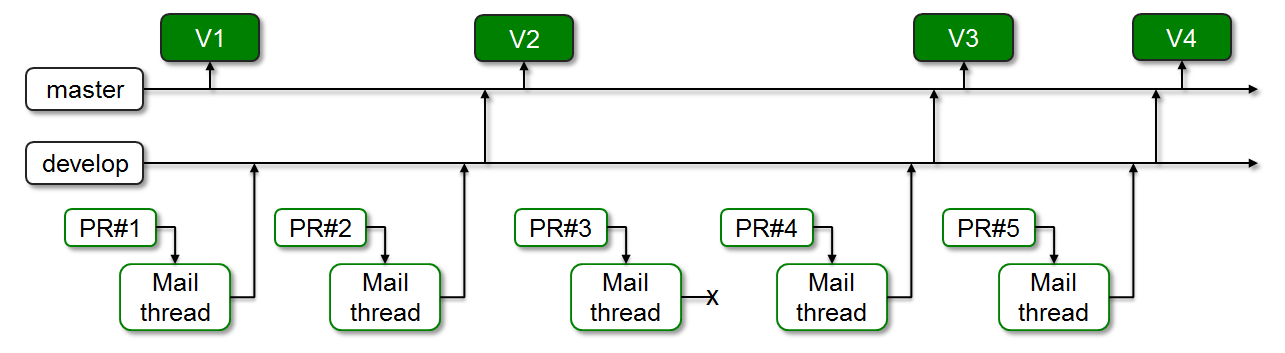 V1
V2
V3
V4
master
develop
PR#1
PR#2
PR#3
PR#4
PR#5
Mail
thread
Mail
thread
Mail
thread
x
Mail
thread
Mail
thread